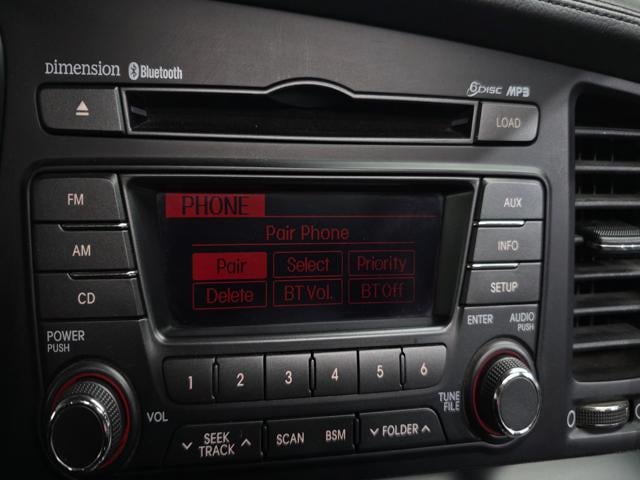 Dimension Bluetooth
6DISC MP3
LOAD
FM
AM
CD
PHONE
Pair Phone
Pair Select Priority
Delete BT Vol. BT Off
AUX
INFO
SETUP
POWER
PUSH
VOL
1 2 3 4 5 6
ENTER AUDIO
PUSH
TUNE
FILE
SEEK
TRACK
SCAN BSM
FOLDER
0